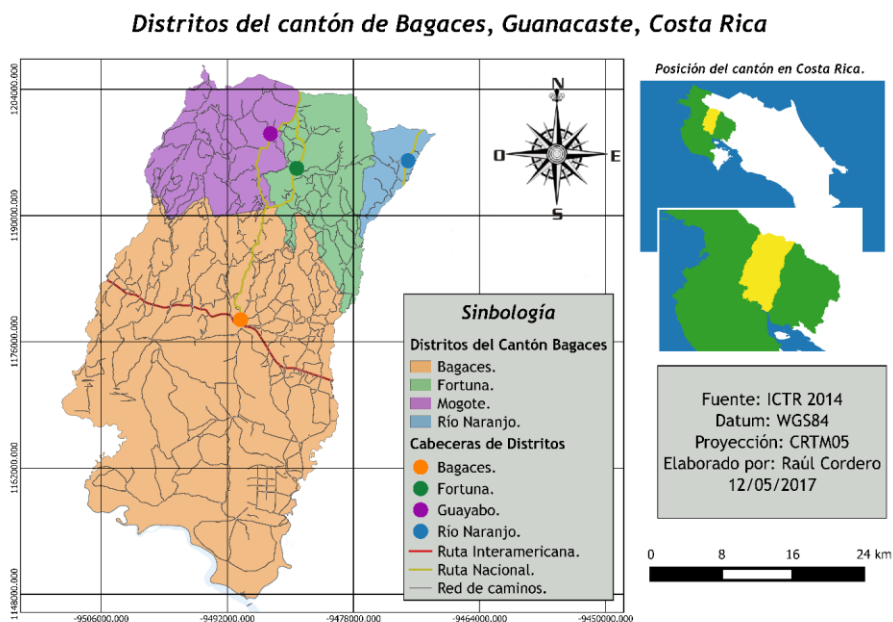 Distritos del cantón de Bagaces, Guanacaste, Costa Rica
1204000.000
1190000.000
1176000.000
1162000.000
1148000.000
-9506000.000
-9492000.000
-9478000.000
-9464000.000
-9450000.000
N
O
E
S
Sinbología
Distritos del Cantón Bagaces
Bagaces.
Fortuna.
Mogote.
Río Naranjo.
Cabeceras de Distritos
Bagaces.
Fortuna.
Guayabo.
Río Naranjo.
Ruta Interamericana.
Ruta Nacional.
Red de caminos.
Posición del cantón en Costa Rica.
Fuente: ICTR 2014
Datum: WGS84
Proyección: CRTM05
Elaborado por: Raúl Cordero
12/05/2017
0 8 16 24 km